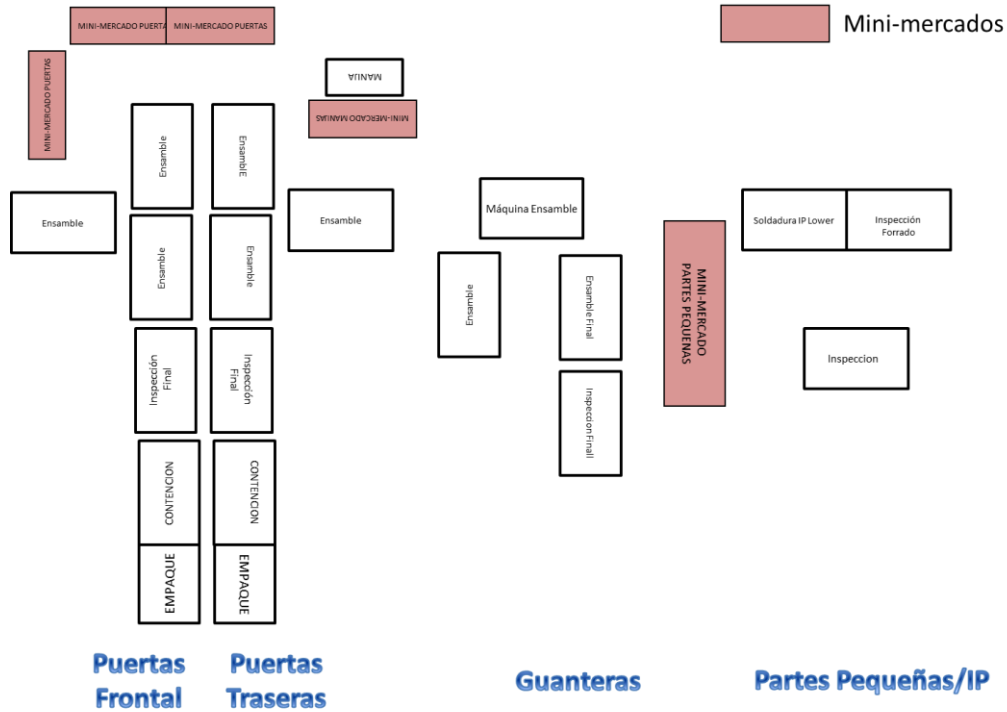 MINI-MERCADO PUERTA
MINI-MERCADO PUERTAS
Mini-mercados
MINI-MERCADO PUERTAS
MANIJA
MINI-MERCADO MANIJAS
Ensamble
EnsamblE
Ensamble
Ensamble
Ensamble
Ensamble
Máquina Ensamble
Ensamble
Ensamble Final
MINI-MERCADO
PARTES PEQUEÑAS
Soldadura IP Lower
Inspección
Forrado
Inspección
Final
Inspección
Final
Inspeccion Finall
Inspeccion
CONTENCION
CONTENCION
EMPAQUE
EMPAQUE
Puertas
Frontal
Puertas
Traseras
Guanteras
Partes Pequeñas/IP